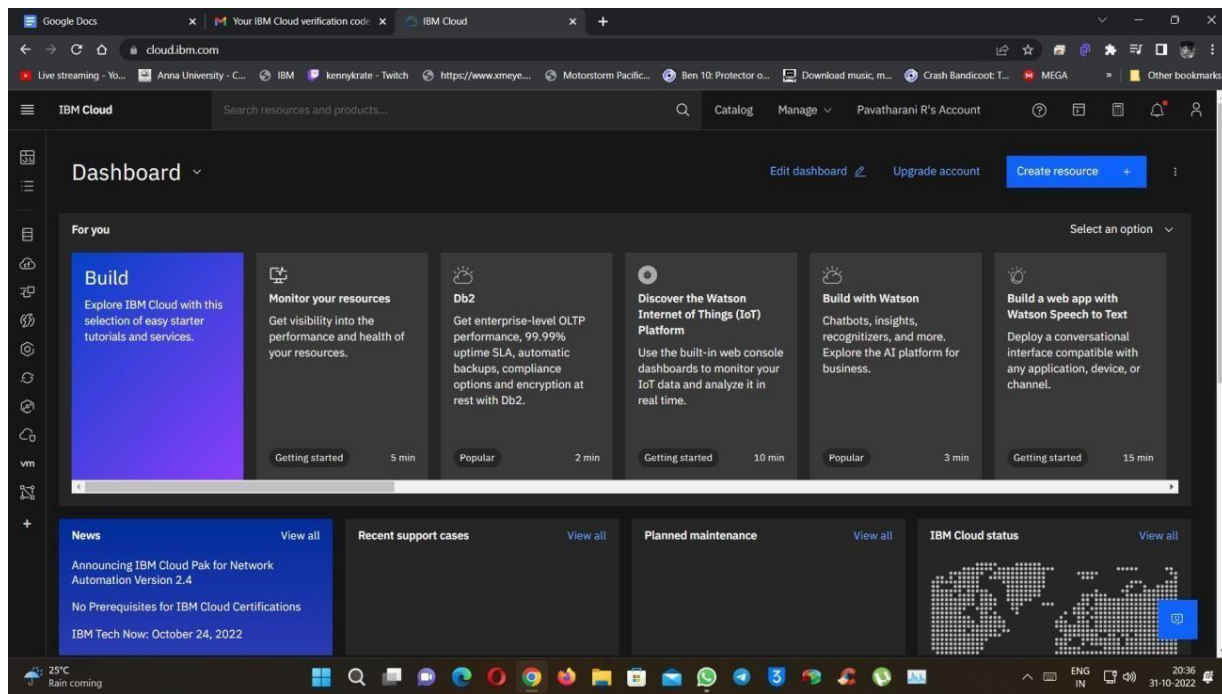 Google Docs
Your IBM Cloud verification code
IBM Cloud
cloud.ibm.com
Live streaming - Yo...
Anna University - C...
IBM
kennykrate - Twitch
https://www.xmeye....
Motorstorm Pacific...
Ben 10: Protector o...
Download music, m...
Crash Bandicoot: T...
MEGA
»
Other bookmarks
IBM Cloud
Search resources and products...
Catalog
Manage
Pavatharani R's Account
Dashboard
Edit dashboard
Upgrade account
Create resource +
For you
Select an option
Build
Explore IBM Cloud with this
selection of easy starter
tutorials and services.
Monitor your resources
Get visibility into the
performance and health of
your resources.
Getting started
5 min
Db2
Get enterprise-level OLTP
performance, 99.99%
uptime SLA, automatic
backups, compliance
options and encryption at
rest with Db2.
Popular
2 min
Discover the Watson
Internet of Things (IoT)
Platform
Use the built-in web console
dashboards to monitor your
IoT data and analyze it in
real time.
Getting started
10 min
Build with Watson
Chatbots, insights,
recognitizers, and more.
Explore the AI platform for
business.
Popular
3 min
Build a web app with
Watson Speech to Text
Deploy a conversational
interface compatible with
any application, device, or
channel.
Getting started
15 min
vm
News
View all
Announcing IBM Cloud Pak for Network
Automation Version 2.4
No Prerequisites for IBM Cloud Certifications
IBM Tech Now: October 24, 2022
Recent support cases
View all
Planned maintenance
View all
IBM Cloud status
View all
25°C
Rain coming
ENG
IN
20:36
31-10-2022